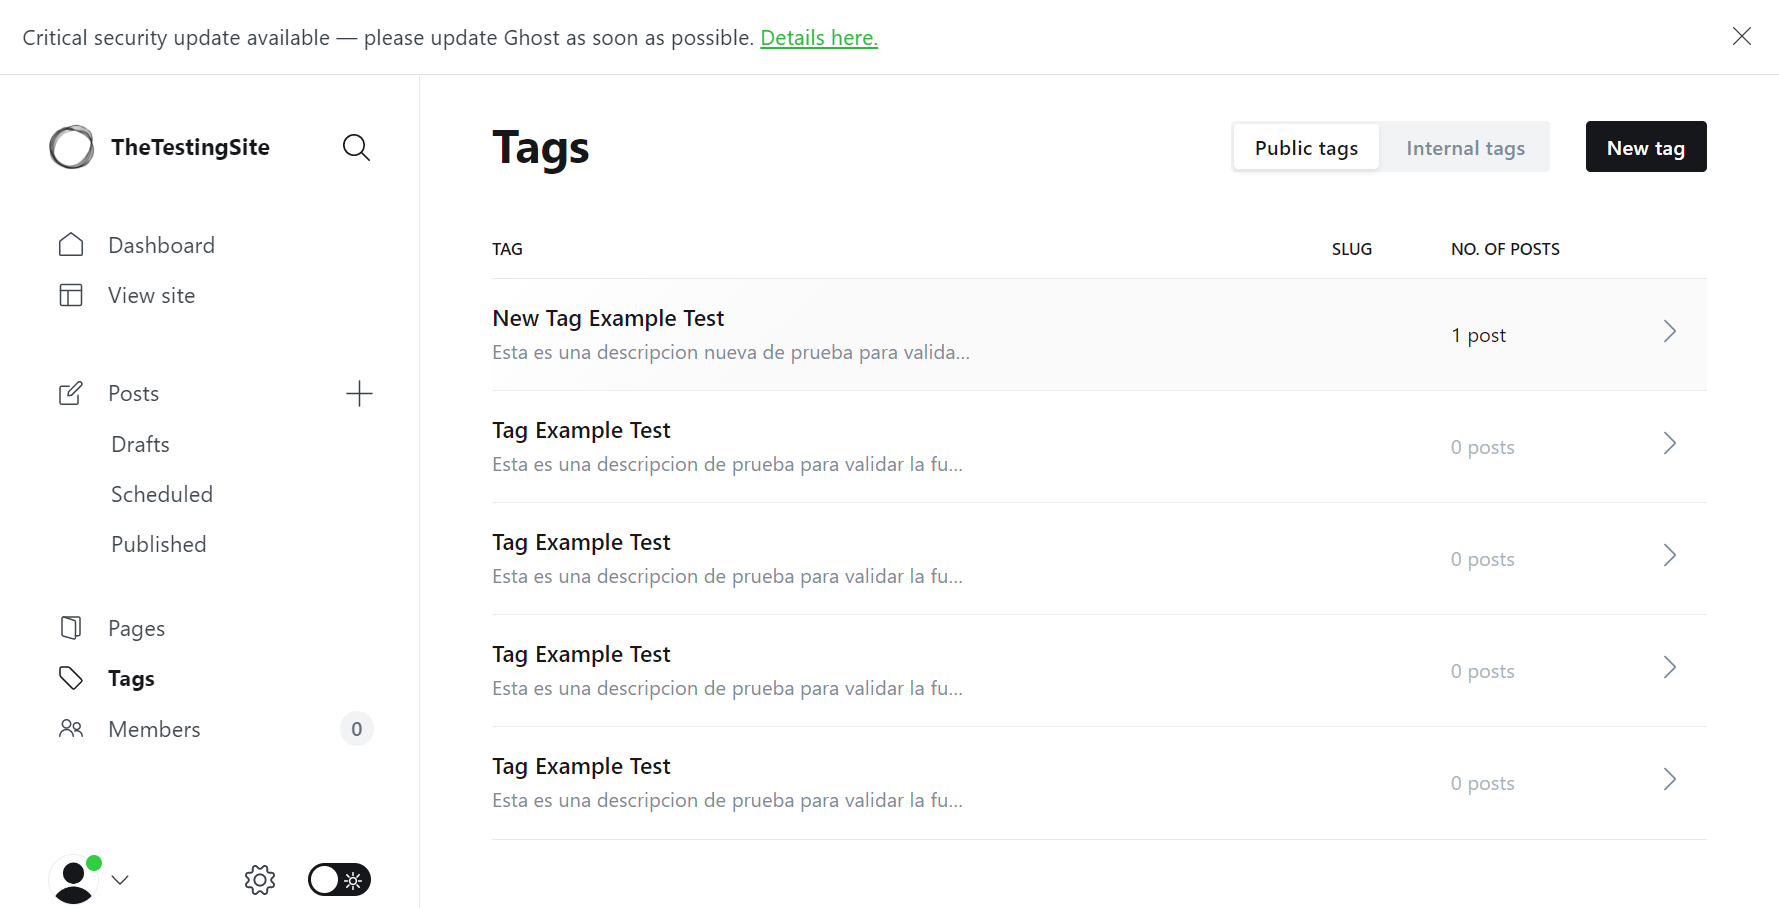 Critical security update available — please update Ghost as soon as possible. Details here.
TheTestingSite
Dashboard
View site
Posts
Drafts
Scheduled
Published
Pages
Tags
Members
0
Tags
Public tags
Internal tags
New tag
TAG
SLUG
NO. OF POSTS
New Tag Example Test
Esta es una descripcion nueva de prueba para valida...
1 post
Tag Example Test
Esta es una descripcion de prueba para validar la fu...
0 posts
Tag Example Test
Esta es una descripcion de prueba para validar la fu...
0 posts
Tag Example Test
Esta es una descripcion de prueba para validar la fu...
0 posts
Tag Example Test
Esta es una descripcion de prueba para validar la fu...
0 posts